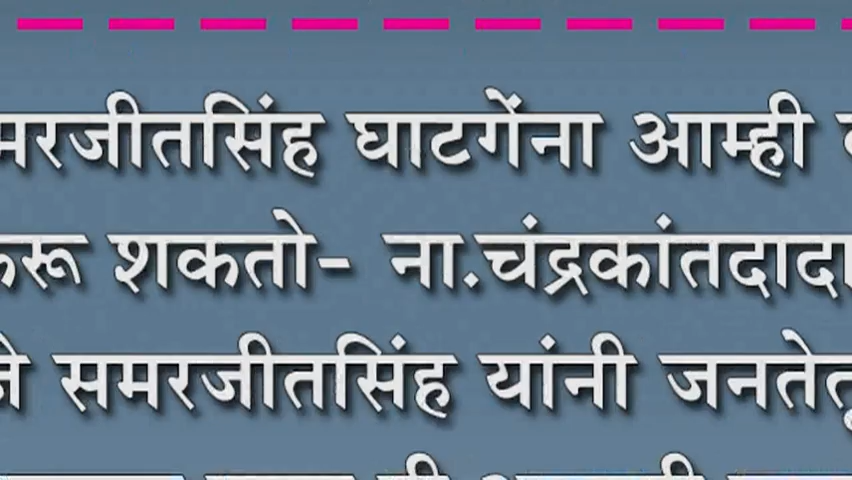 मरजीतसिंह घाटगेंना आम्ही
करू शकतो- ना.चंद्रकांतदादा
जे समरजीतसिंह यांनी जनतेतू